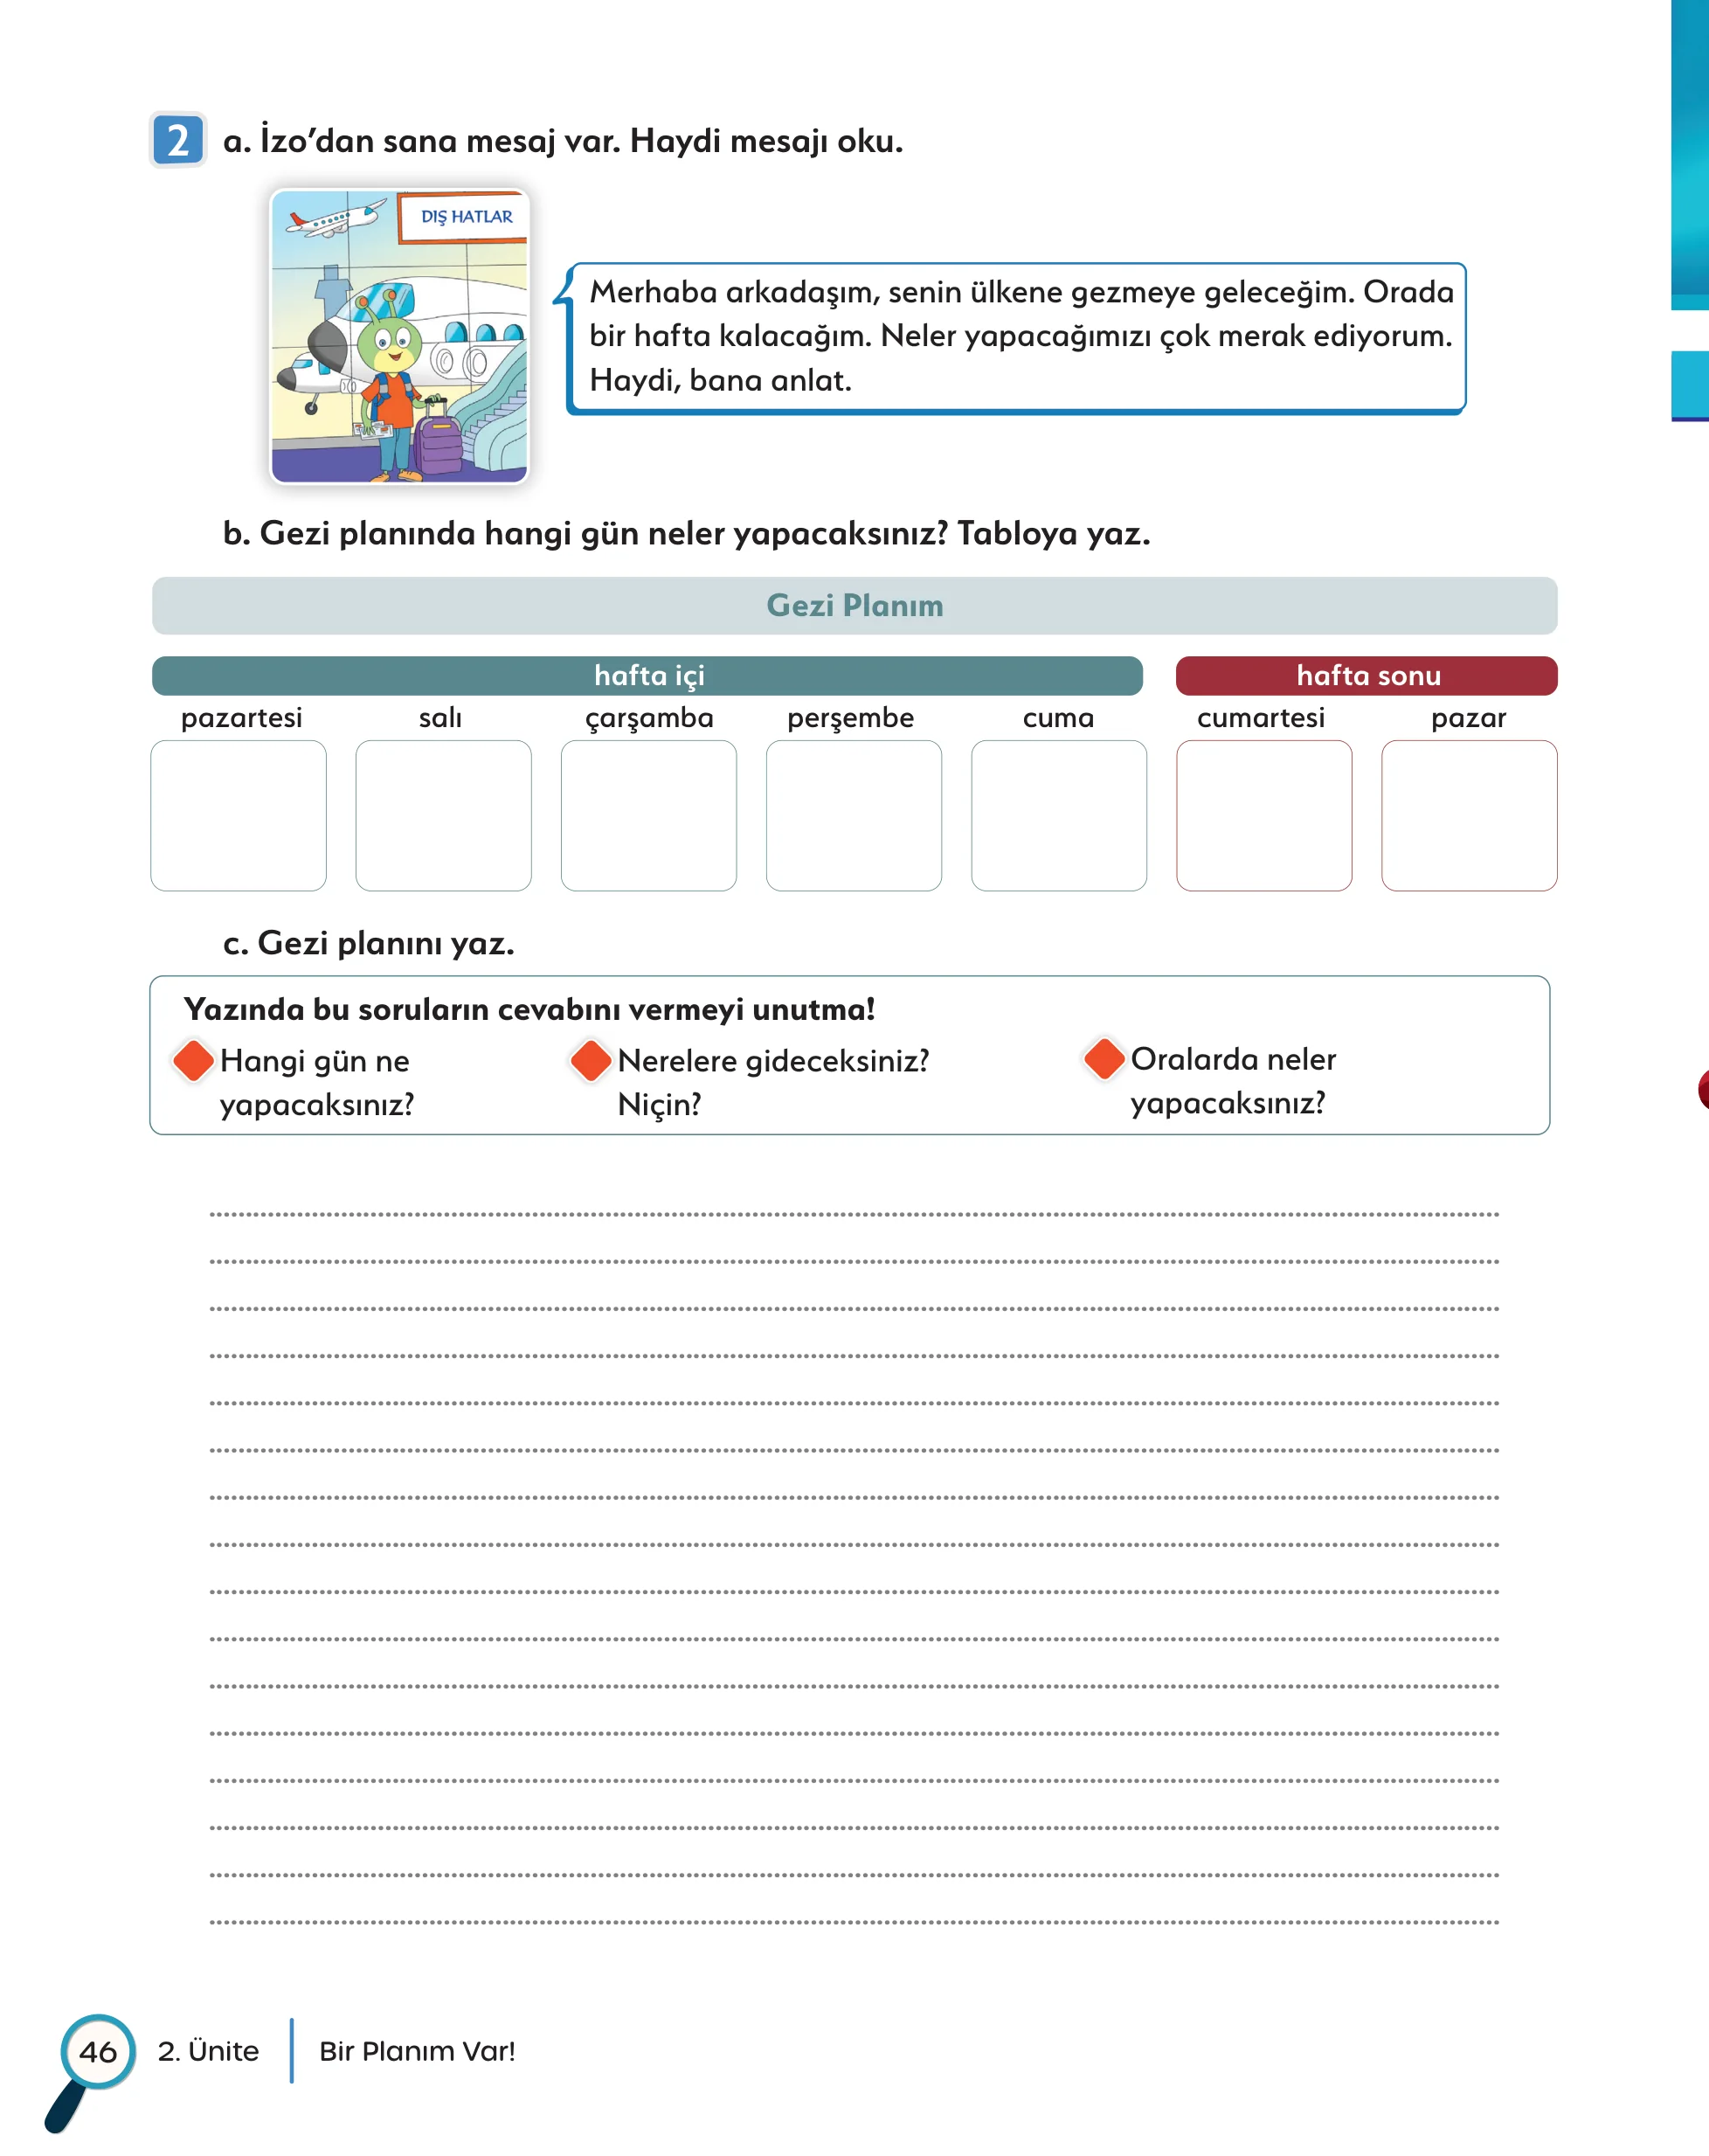 2 a. İzo’dan sana mesaj var. Haydi mesajı oku.
DIŞ HATLAR
Merhaba arkadaşım, senin ülkene gezmeye geleceğim. Orada
bir hafta kalacağım. Neler yapacağımızı çok merak ediyorum.
Haydi, bana anlat.
b. Gezi planında hangi gün neler yapacaksınız? Tabloya yaz.
Gezi Planım
hafta içi hafta sonu
pazartesi salı çarşamba perşembe cuma cumartesi pazar
c. Gezi planını yaz.
Yazında bu soruların cevabını vermeyi unutma!
Hangi gün ne
yapacaksınız?
Nerelere gideceksiniz?
Niçin?
Oralarda neler
yapacaksınız?
46 2. Ünite Bir Planım Var!